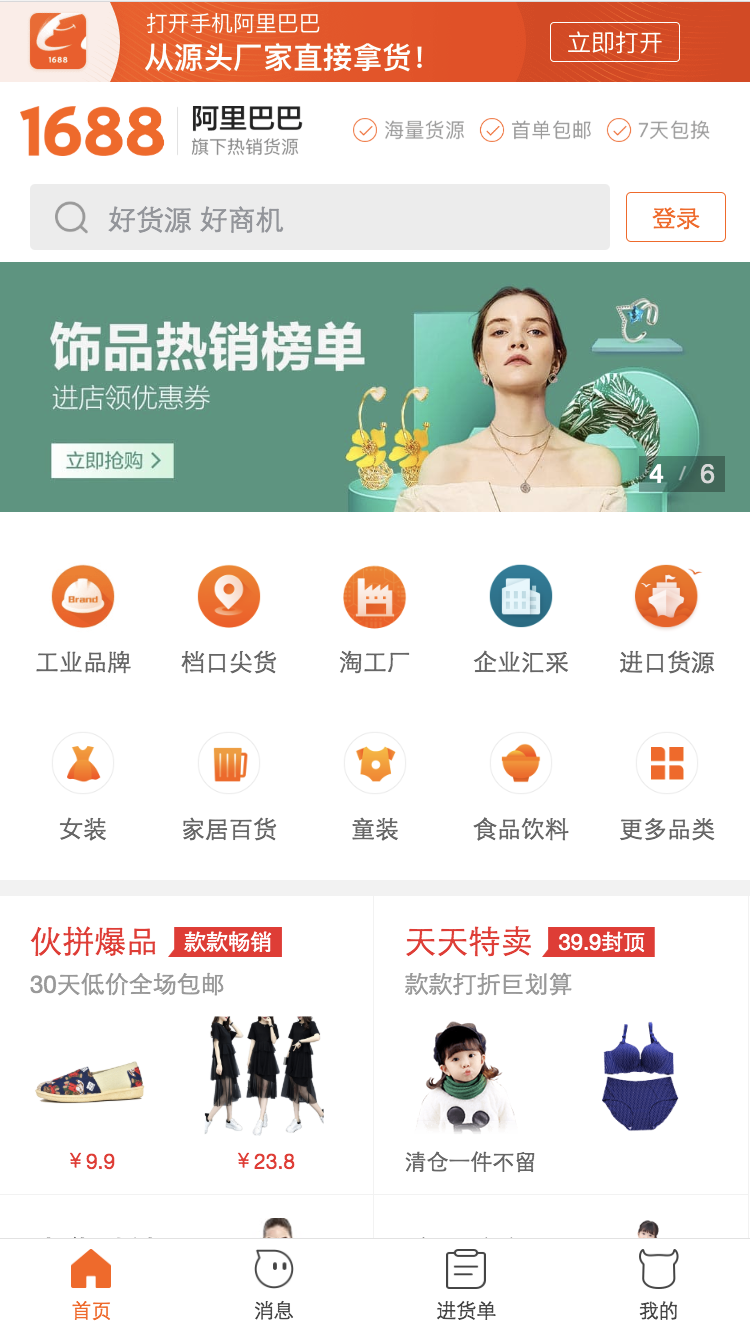 打开手机阿里巴巴
从源头厂家直接拿货!
立即打开
1688
1688
阿里巴巴
旗下热销货源
海量货源
首单包邮
7天包换
好货源 好商机
登录
饰品热销榜单
进店领优惠券
立即抢购
4 / 6
Brand
工业品牌
档口尖货
淘工厂
企业汇采
进口货源
女装
家居百货
童装
食品饮料
更多品类
伙拼爆品
款款畅销
30天低价全场包邮
¥9.9
¥23.8
天天特卖
39.9封顶
款款打折巨划算
清仓一件不留
首页
消息
进货单
我的